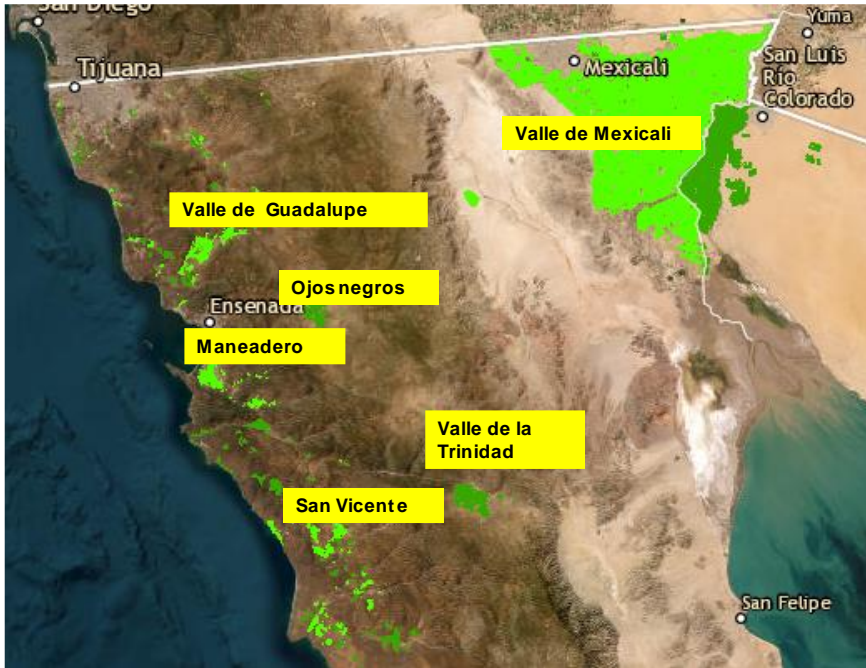 San Diego
Yuma
Tijuana
Mexicali
San Luis
Río
Colorado
Valle de Mexicali
Valle de Guadalupe
Ojos negros
Ensenada
Maneadero
Valle de la
Trinidad
San Vicente
San Felipe